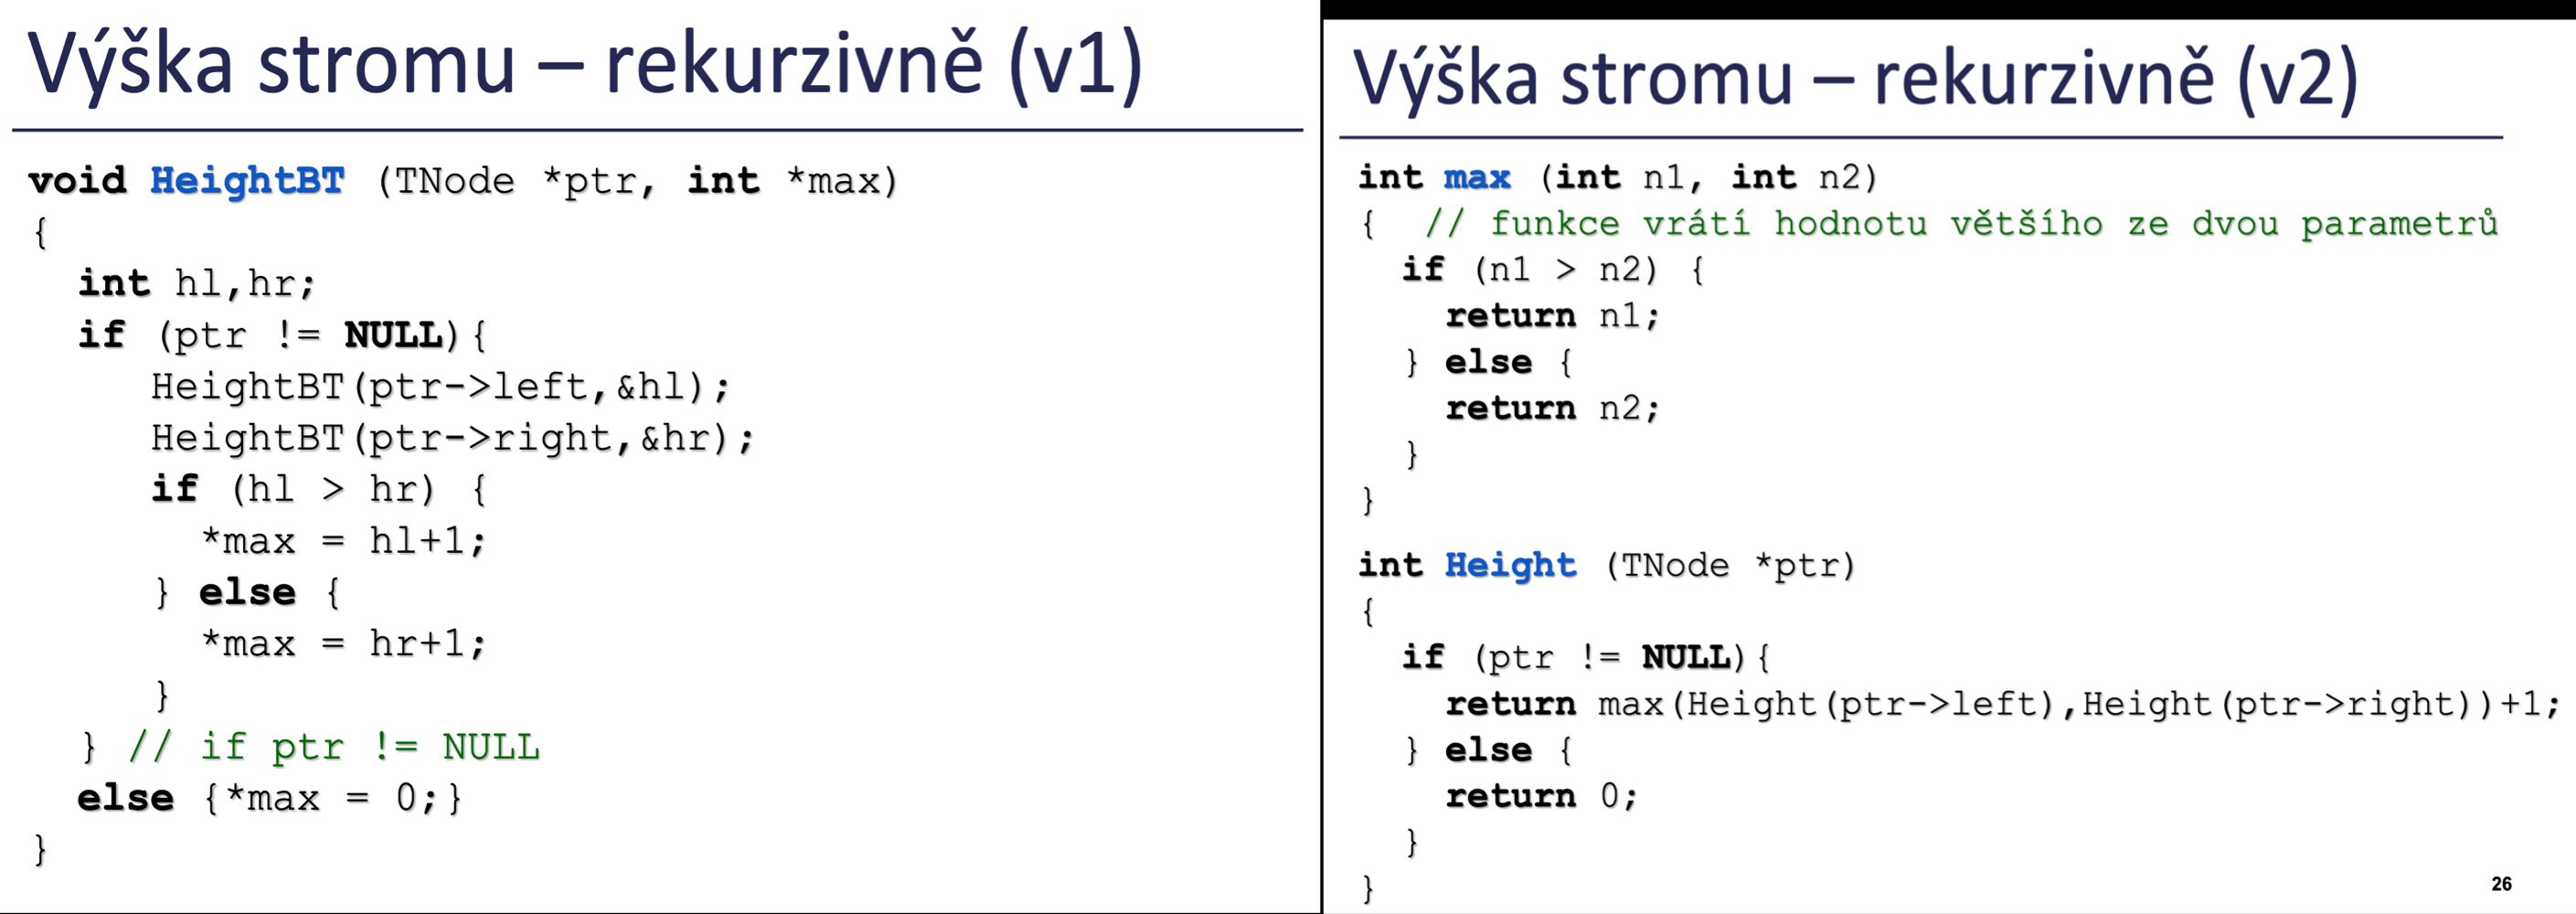 Výška stromu – rekurzivně (v1)
void HeightBT (TNode *ptr, int *max)
{
int hl,hr;
if (ptr != NULL){
HeightBT(ptr->left,&hl);
HeightBT(ptr->right,&hr);
if (hl > hr) {
*max = hl+1;
} else {
*max = hr+1;
}
} // if ptr != NULL
else {*max = 0;}
}
Výška stromu – rekurzivně (v2)
int max (int n1, int n2)
{ // funkce vrátí hodnotu většího ze dvou parametrů
if (n1 > n2) {
return n1;
} else {
return n2;
}
}
int Height (TNode *ptr)
{
if (ptr != NULL){
return max(Height(ptr->left),Height(ptr->right))+1;
} else {
return 0;
}
}
26